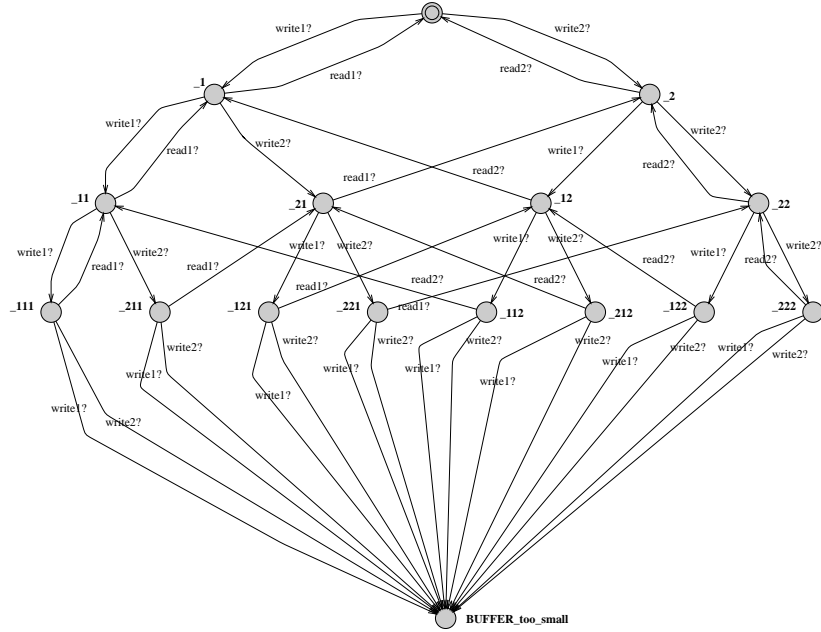 write1?
write2?
read1?
read2?
_1
_2
write1?
write2?
write2?
read1?
write1?
read2?
read1?
read2?
_11
_21
_12
_22
write1?
write2?
write1?
write2?
write1?
write2?
write1?
write2?
read1?
read1?
read2?
read2?
read2?
read2?
read1?
read1?
_111
_211
_121
_221
_112
_212
_122
_222
write2?
write2?
write2?
write2?
write2?
write2?
write1?
write2?
write1?
write1?
write1?
write1?
write1?
write1?
write1?
write2?
BUFFER_too_small